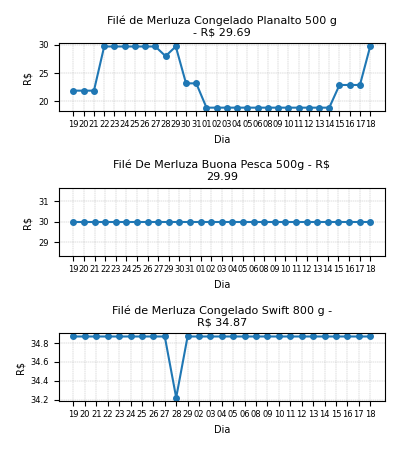 Filé de Merluza Congelado Planalto 500 g
- R$ 29.69
30
25
20
R$
19 20 21 22 23 24 25 26 27 28 29 30 31 01 02 03 04 05 06 07 08 09 10 11 12 13 14 15 16 17 18
Dia
Filé De Merluza Buona Pesca 500g - R$
29.99
31
30
29
R$
19 20 21 22 23 24 25 26 27 28 29 30 31 01 02 03 04 05 06 08 09 10 11 12 13 14 15 16 17 18
Dia
Filé de Merluza Congelado Swift 800 g -
R$ 34.87
34.8
34.6
34.4
34.2
R$
19 20 21 22 23 24 25 26 27 28 29 02 03 04 05 06 08 09 10 11 12 13 14 15 16 17 18
Dia